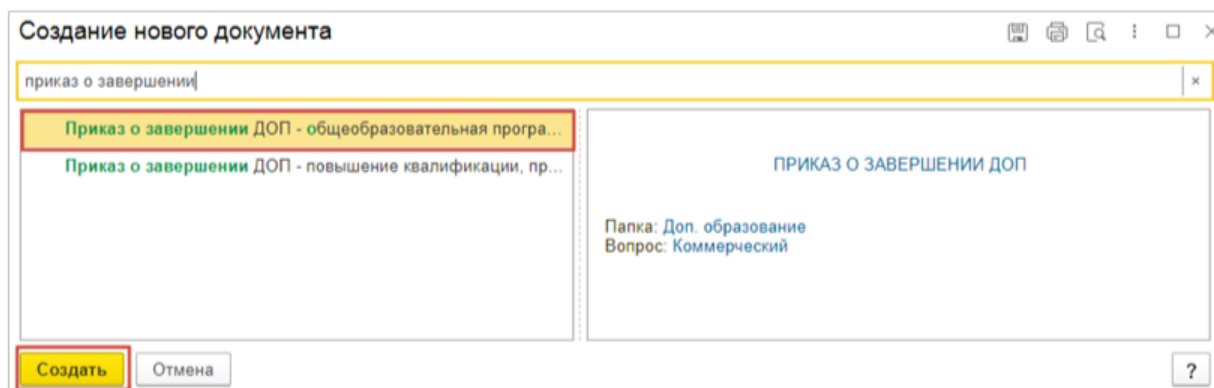 Создание нового документа
приказ о завершении
Приказ о завершении ДОП - общеобразовательная програ...
Приказ о завершении ДОП - повышение квалификации, пр...
ПРИКАЗ О ЗАВЕРШЕНИИ ДОП
Папка: Доп. образование
Вопрос: Коммерческий
Создать
Отмена
?